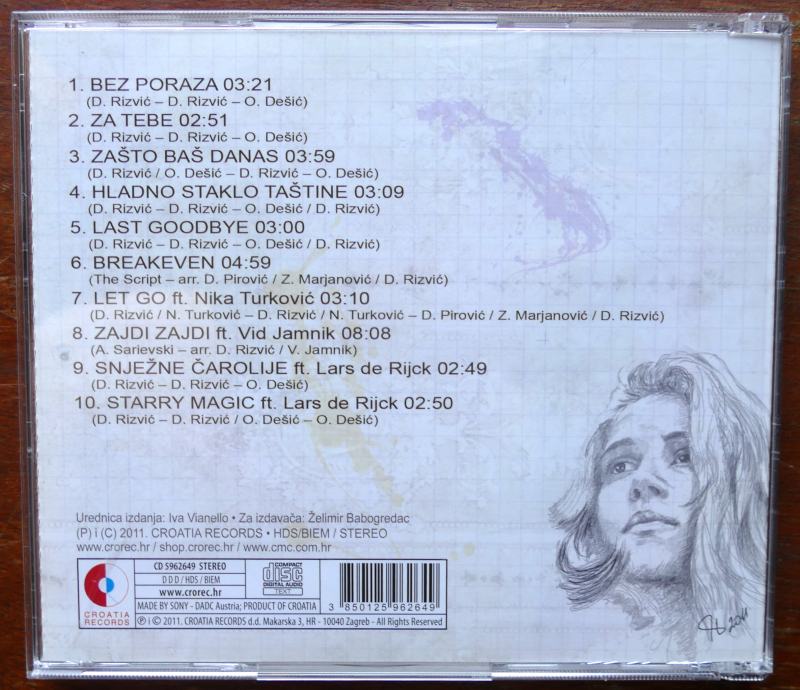 1. BEZ PORAZA 03:21
(D. Rizvić – D. Rizvić – O. Dešić)
2. ZA TEBE 02:51
(D. Rizvić – D. Rizvić – O. Dešić)
3. ZAŠTO BAŠ DANAS 03:59
(D. Rizvić / O. Dešić – D. Rizvić – O. Dešić)
4. HLADNO STAKLO TAŠTINE 03:09
(D. Rizvić – D. Rizvić – O. Dešić / D. Rizvić)
5. LAST GOODBYE 03:00
(D. Rizvić – D. Rizvić – O. Dešić / D. Rizvić)
6. BREAKEVEN 04:59
(The Script – arr. D. Pirović / Z. Marjanović / D. Rizvić)
7. LET GO ft. Nika Turković 03:10
(D. Rizvić / N. Turković – D. Rizvić / N. Turković – D. Pirović / Z. Marjanović / D. Rizvić)
8. ZAJDI ZAJDI ft. Vid Jamnik 08:08
(A. Sarievski – arr. D. Rizvić / V. Jamnik)
9. SNJEŽNE ČAROLIJE ft. Lars de Rijck 02:49
(D. Rizvić – D. Rizvić – O. Dešić)
10. STARRY MAGIC ft. Lars de Rijck 02:50
(D. Rizvić – D. Rizvić / O. Dešić – O. Dešić)
Urednica izdanja: Iva Vianello • Za izdavača: Želimir Babogredac
(P) i (C) 2011. CROATIA RECORDS • HDS/BIEM / STEREO
www.crorec.hr / shop.crorec.hr / www.cmc.com.hr
CROATIA
RECORDS
CD 5962649 STEREO
DDD / HDS / BIEM
www.crorec.hr
COMPACT
disc
DIGITAL AUDIO
TEXT
MADE BY SONY - DADC Austria; PRODUCT OF CROATIA
℗ i © 2011. CROATIA RECORDS d.d. Makarska 3, HR - 10040 Zagreb - All Rights Reserved
3 850125 962649
2011